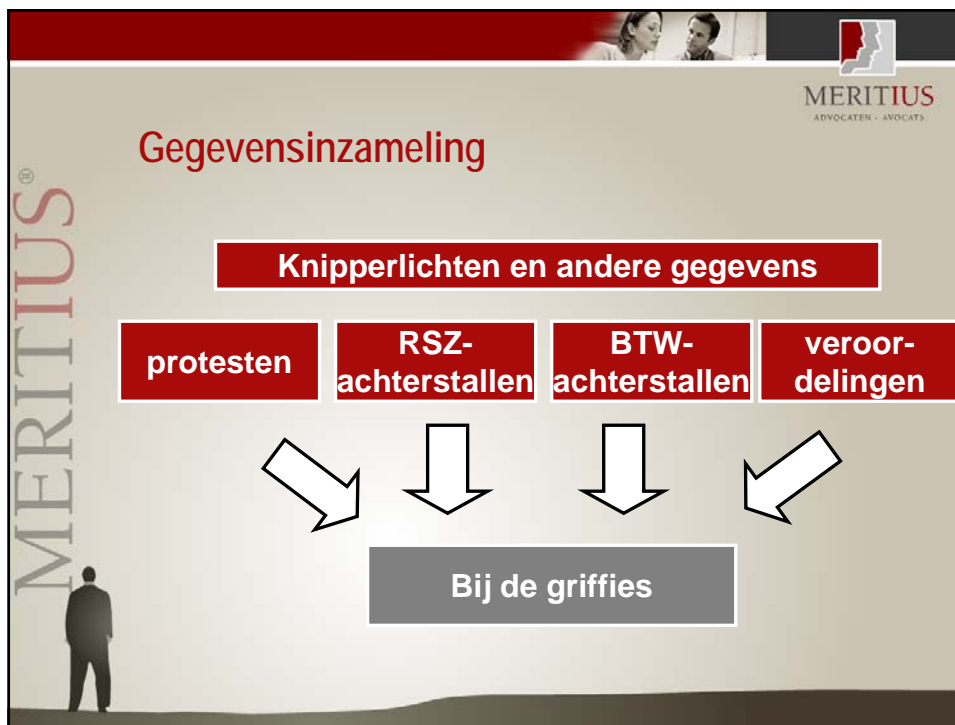 MERITIUS
ADVOCATEN - AVOCATS
Gegevensinzameling
MERITIUS®
Knipperlichten en andere gegevens
protesten
RSZ-
achterstallen
BTW-
achterstallen
veroor-
delingen
Bij de griffies